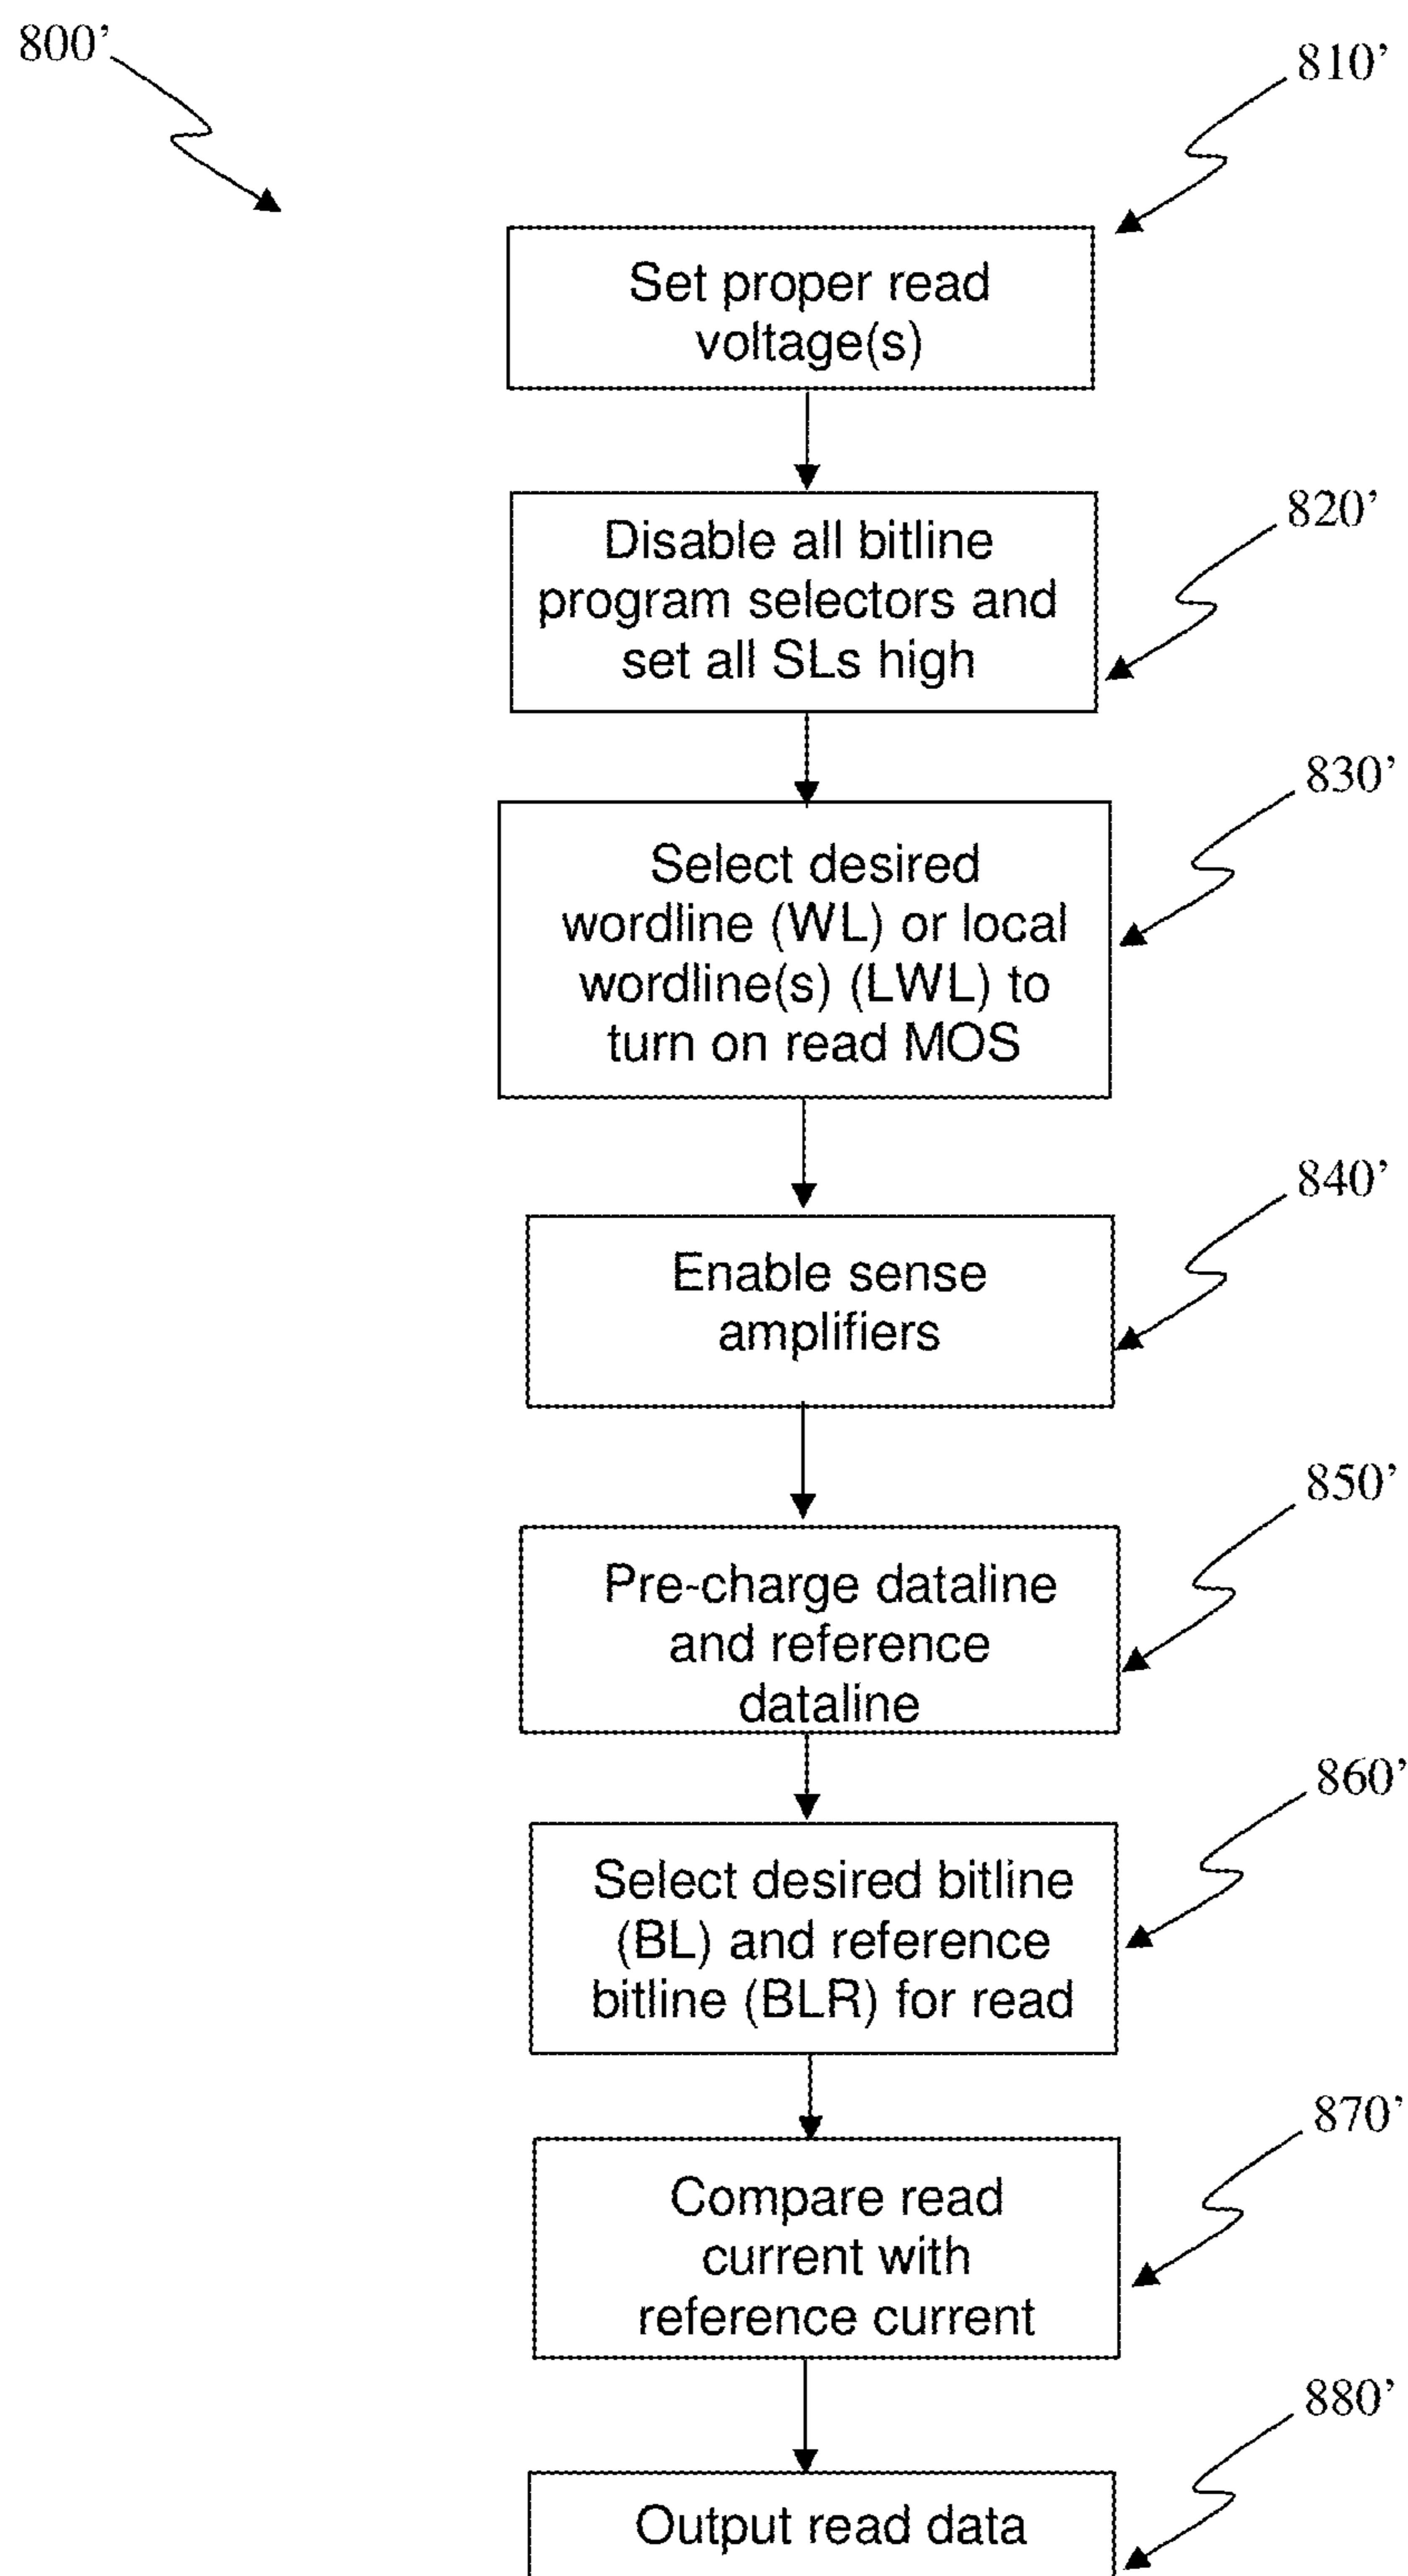 800’
810’
Set proper read
voltage(s)
820’
Disable all bitline
program selectors and
set all SLs high
830’
Select desired
wordline (WL) or local
wordline(s) (LWL) to
turn on read MOS
840’
Enable sense
amplifiers
850’
Pre-charge dataline
and reference
dataline
860’
Select desired bitline
(BL) and reference
bitline (BLR) for read
870’
Compare read
current with
reference current
880’
Output read data